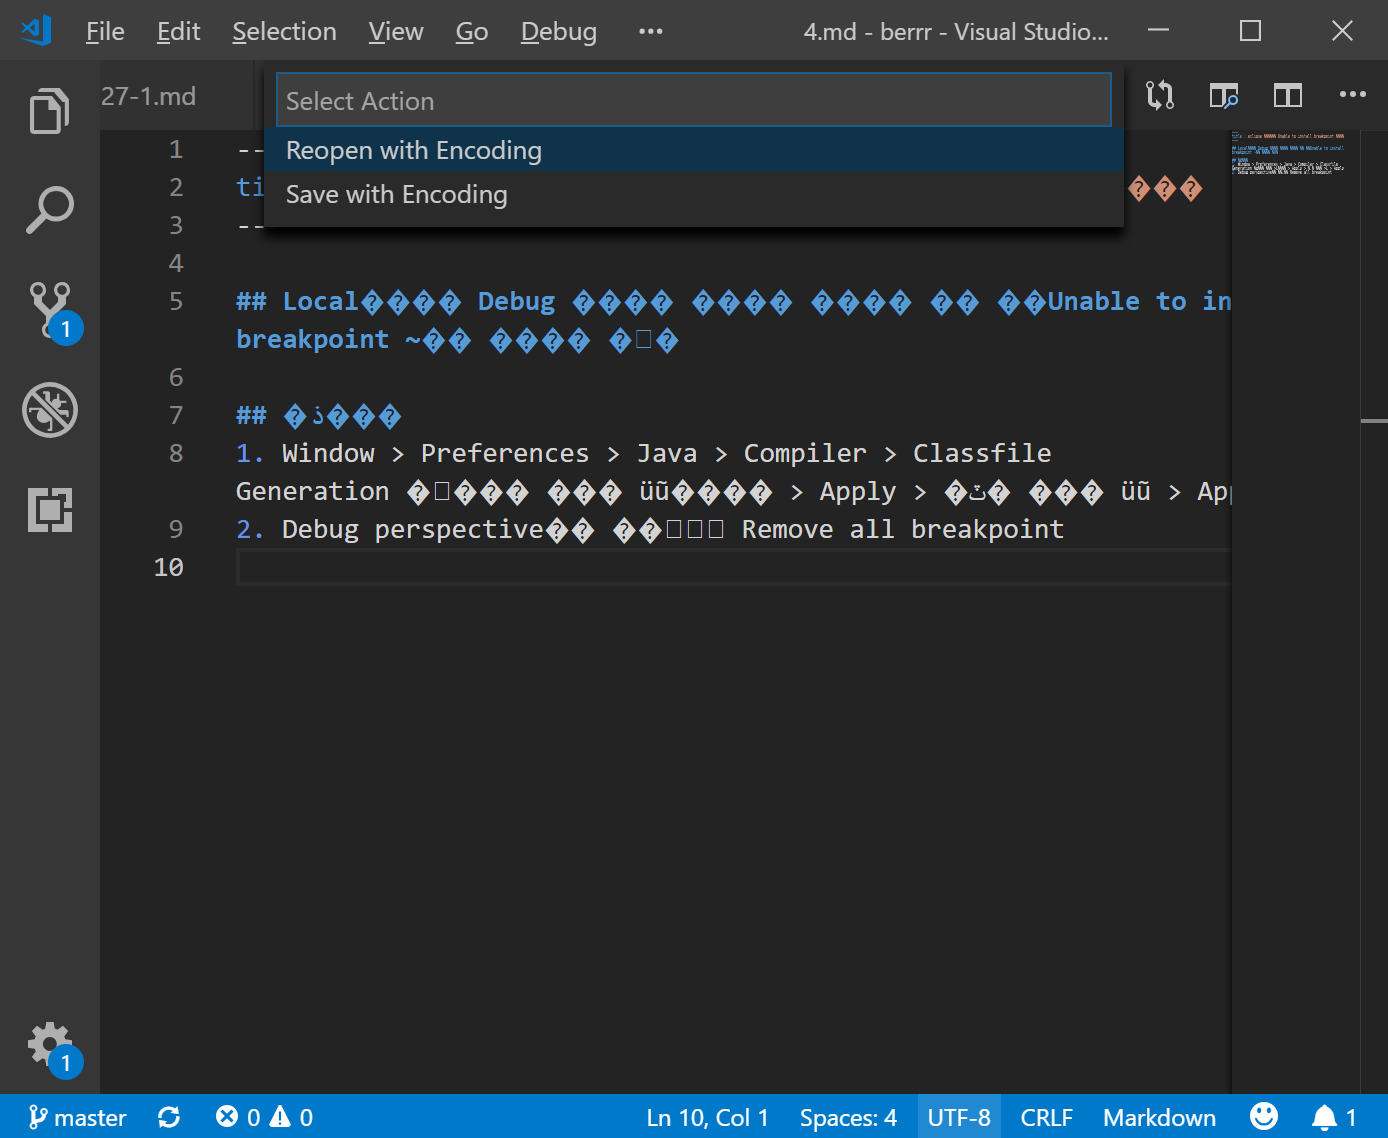 File Edit Selection View Go Debug ••• 4.md - berrr - Visual Studio...
27-1.md
Select Action
Reopen with Encoding
Save with Encoding
1 --
2 ti ���
3 --
4
5 ## Local���� Debug ���� ���� ���� �� ��Unable to in
breakpoint ~�� ���� �□�
6
7 ## �ذ���
8 1. Window > Preferences > Java > Compiler > Classfile
Generation �□��� ��� üũ���� > Apply > �ٽ� ��� üũ > App
9 2. Debug perspective�� ��□□□ Remove all breakpoint
10
1
1
master 0 0 Ln 10, Col 1 Spaces: 4 UTF-8 CRLF Markdown 1